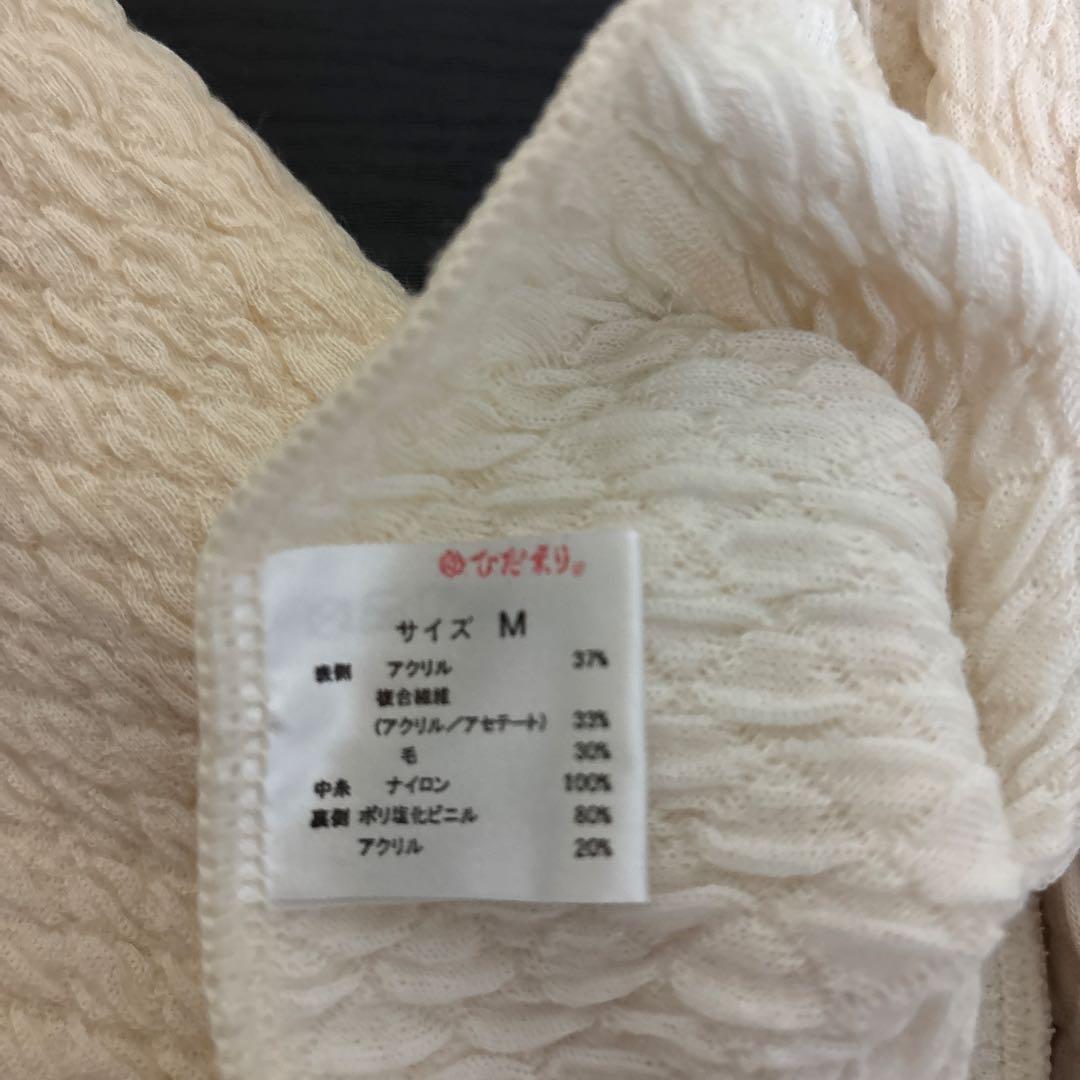 ひだまり®
サイズ M
表側 アクリル 37%
複合繊維
(アクリル/アセテート) 33%
毛 30%
中糸 ナイロン 100%
裏側 ポリ塩化ビニル 80%
アクリル 20%